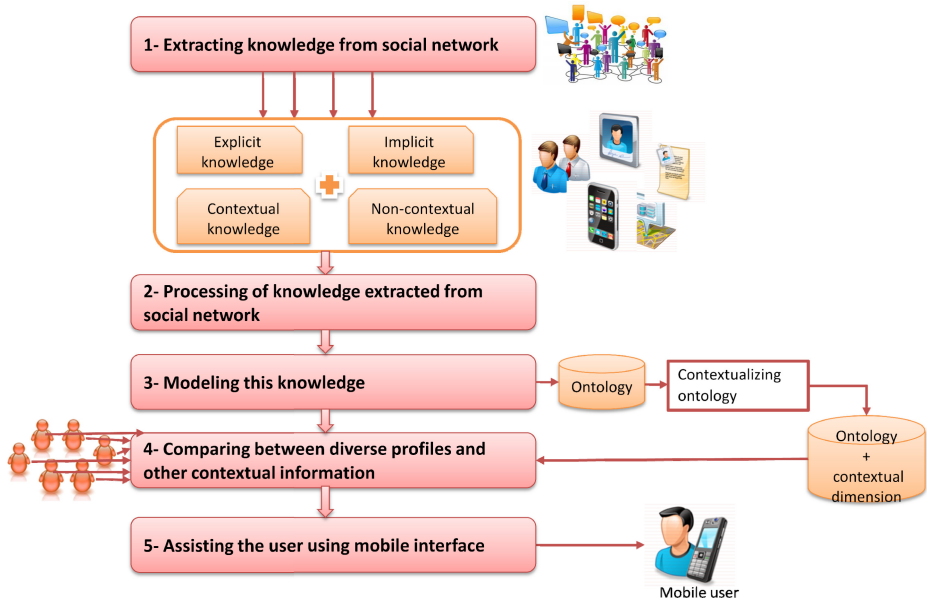 1- Extracting knowledge from social network
Explicit
knowledge
Implicit
knowledge
Contextual
knowledge
Non-contextual
knowledge
2- Processing of knowledge extracted from
social network
3- Modeling this knowledge
Ontology
Contextualizing
ontology
Ontology
+
contextual
dimension
4- Comparing between diverse profiles and
other contextual information
5- Assisting the user using mobile interface
Mobile user